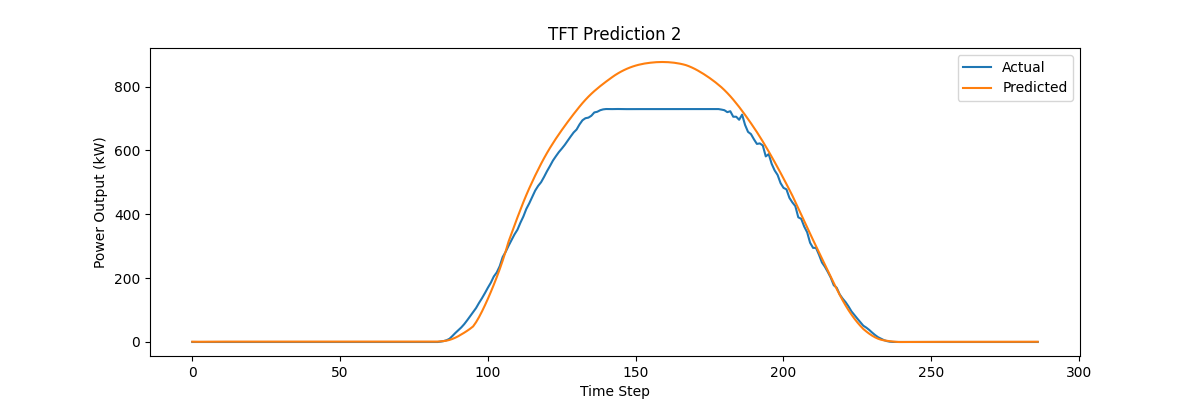 TFT Prediction 2
Actual
Predicted
Power Output (kW)
800
600
400
200
0
0 50 100 150 200 250 300
Time Step